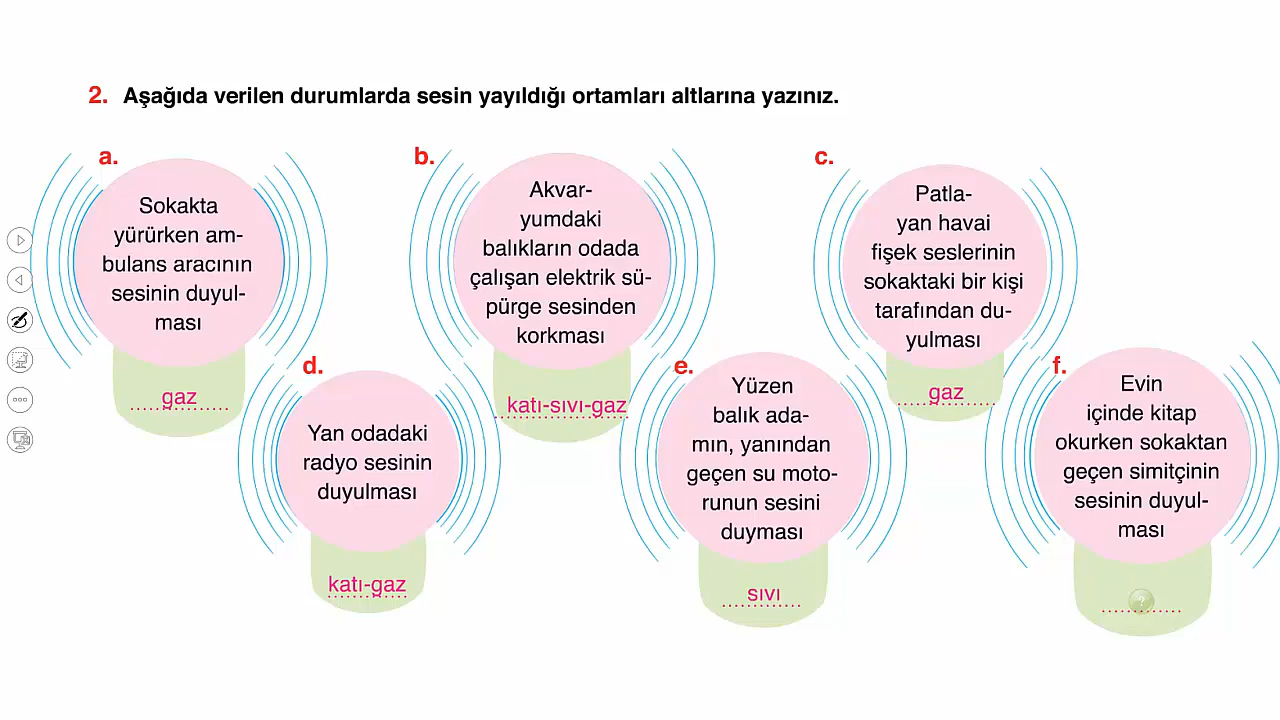 2. Aşağıda verilen durumlarda sesin yayıldığı ortamları altlarına yazınız.
a.
Sokakta
yürürken am-
bulans aracının
sesinin duyul-
ması
gaz
b.
Akvar-
yumdaki
balıkların odada
çalışan elektrik sü-
pürge sesinden
korkması
katı-sıvı-gaz
c.
Patla-
yan havai
fişek seslerinin
sokaktaki bir kişi
tarafından du-
yulması
gaz
d.
Yan odadaki
radyo sesinin
duyulması
katı-gaz
e.
Yüzen
balık ada-
mın, yanından
geçen su moto-
runun sesini
duyması
sıvı
f.
Evin
içinde kitap
okurken sokaktan
geçen simitçinin
sesinin duyul-
ması
?